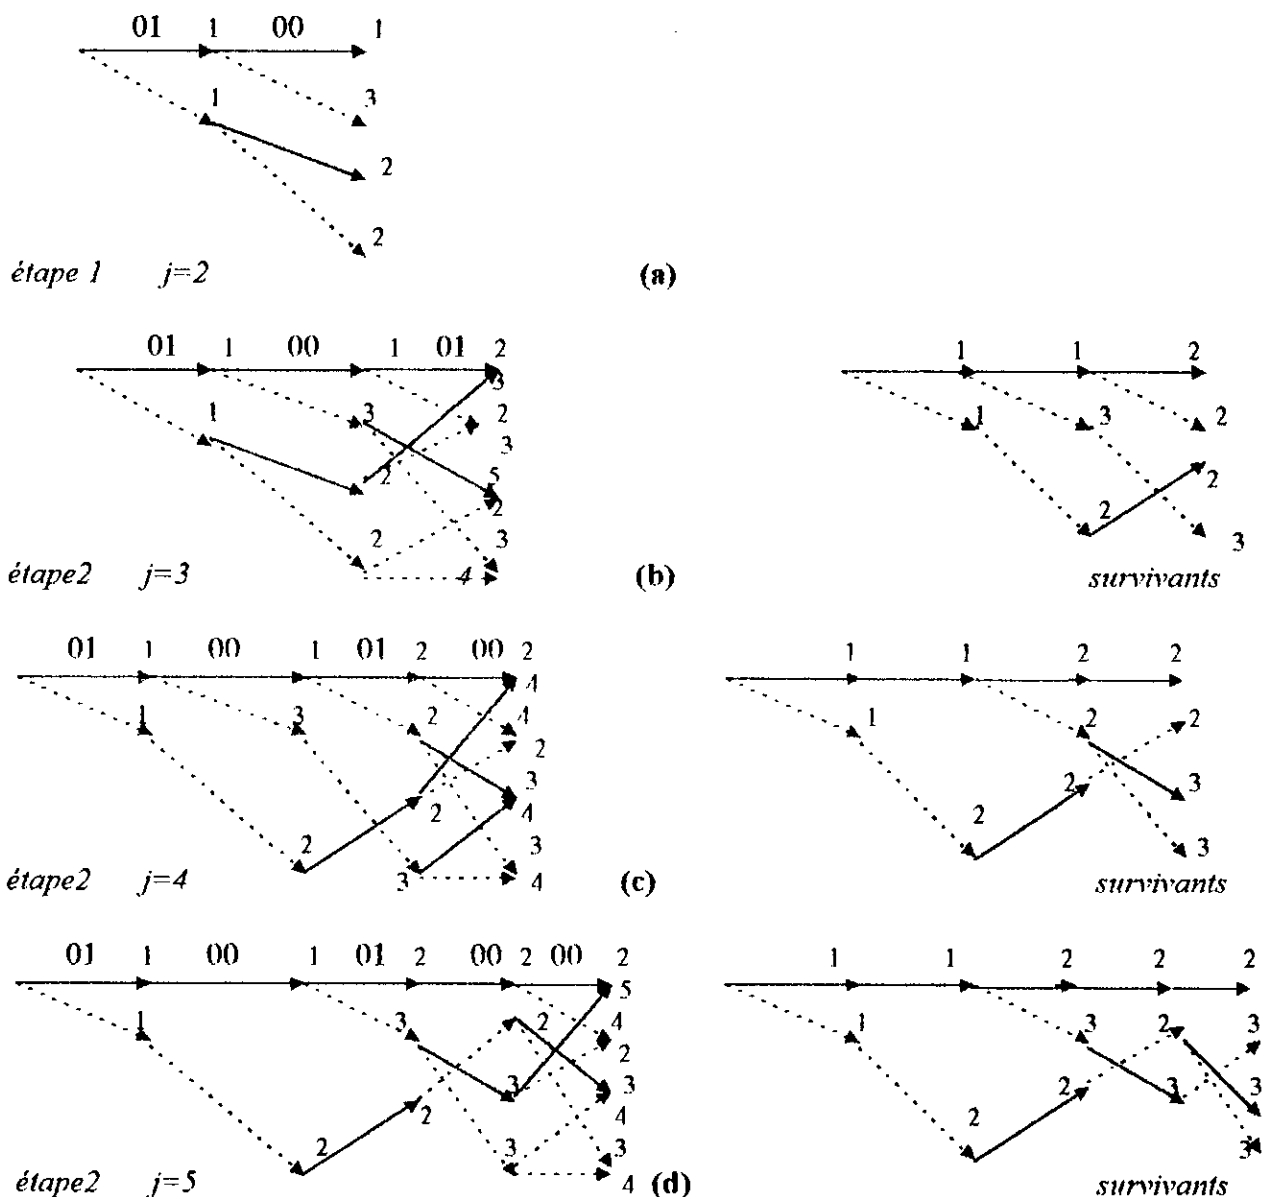 01 1 00 1
1 3
2
2
étape 1 j=2 (a)
01 1 00 1 01 2
3
1 3 2
3
2 5
2
2 3
4
étape2 j=3 (b)
1 1 2
1 3 2
2 2
3
survivants
01 1 00 1 01 2 00 2
4
1 3 2 4
2
3
2 2 4
3
3 4
étape2 j=4 (c)
1 1 2 2
1 2 2
2 2 3
3
survivants
01 1 00 1 01 2 00 2 00 2
5
1 3 2 4
2
3 3
2 2 4
3 3
4
étape2 j=5 (d)
1 1 2 2 2
1 3 2 3
2 2 3 3
3
survivants